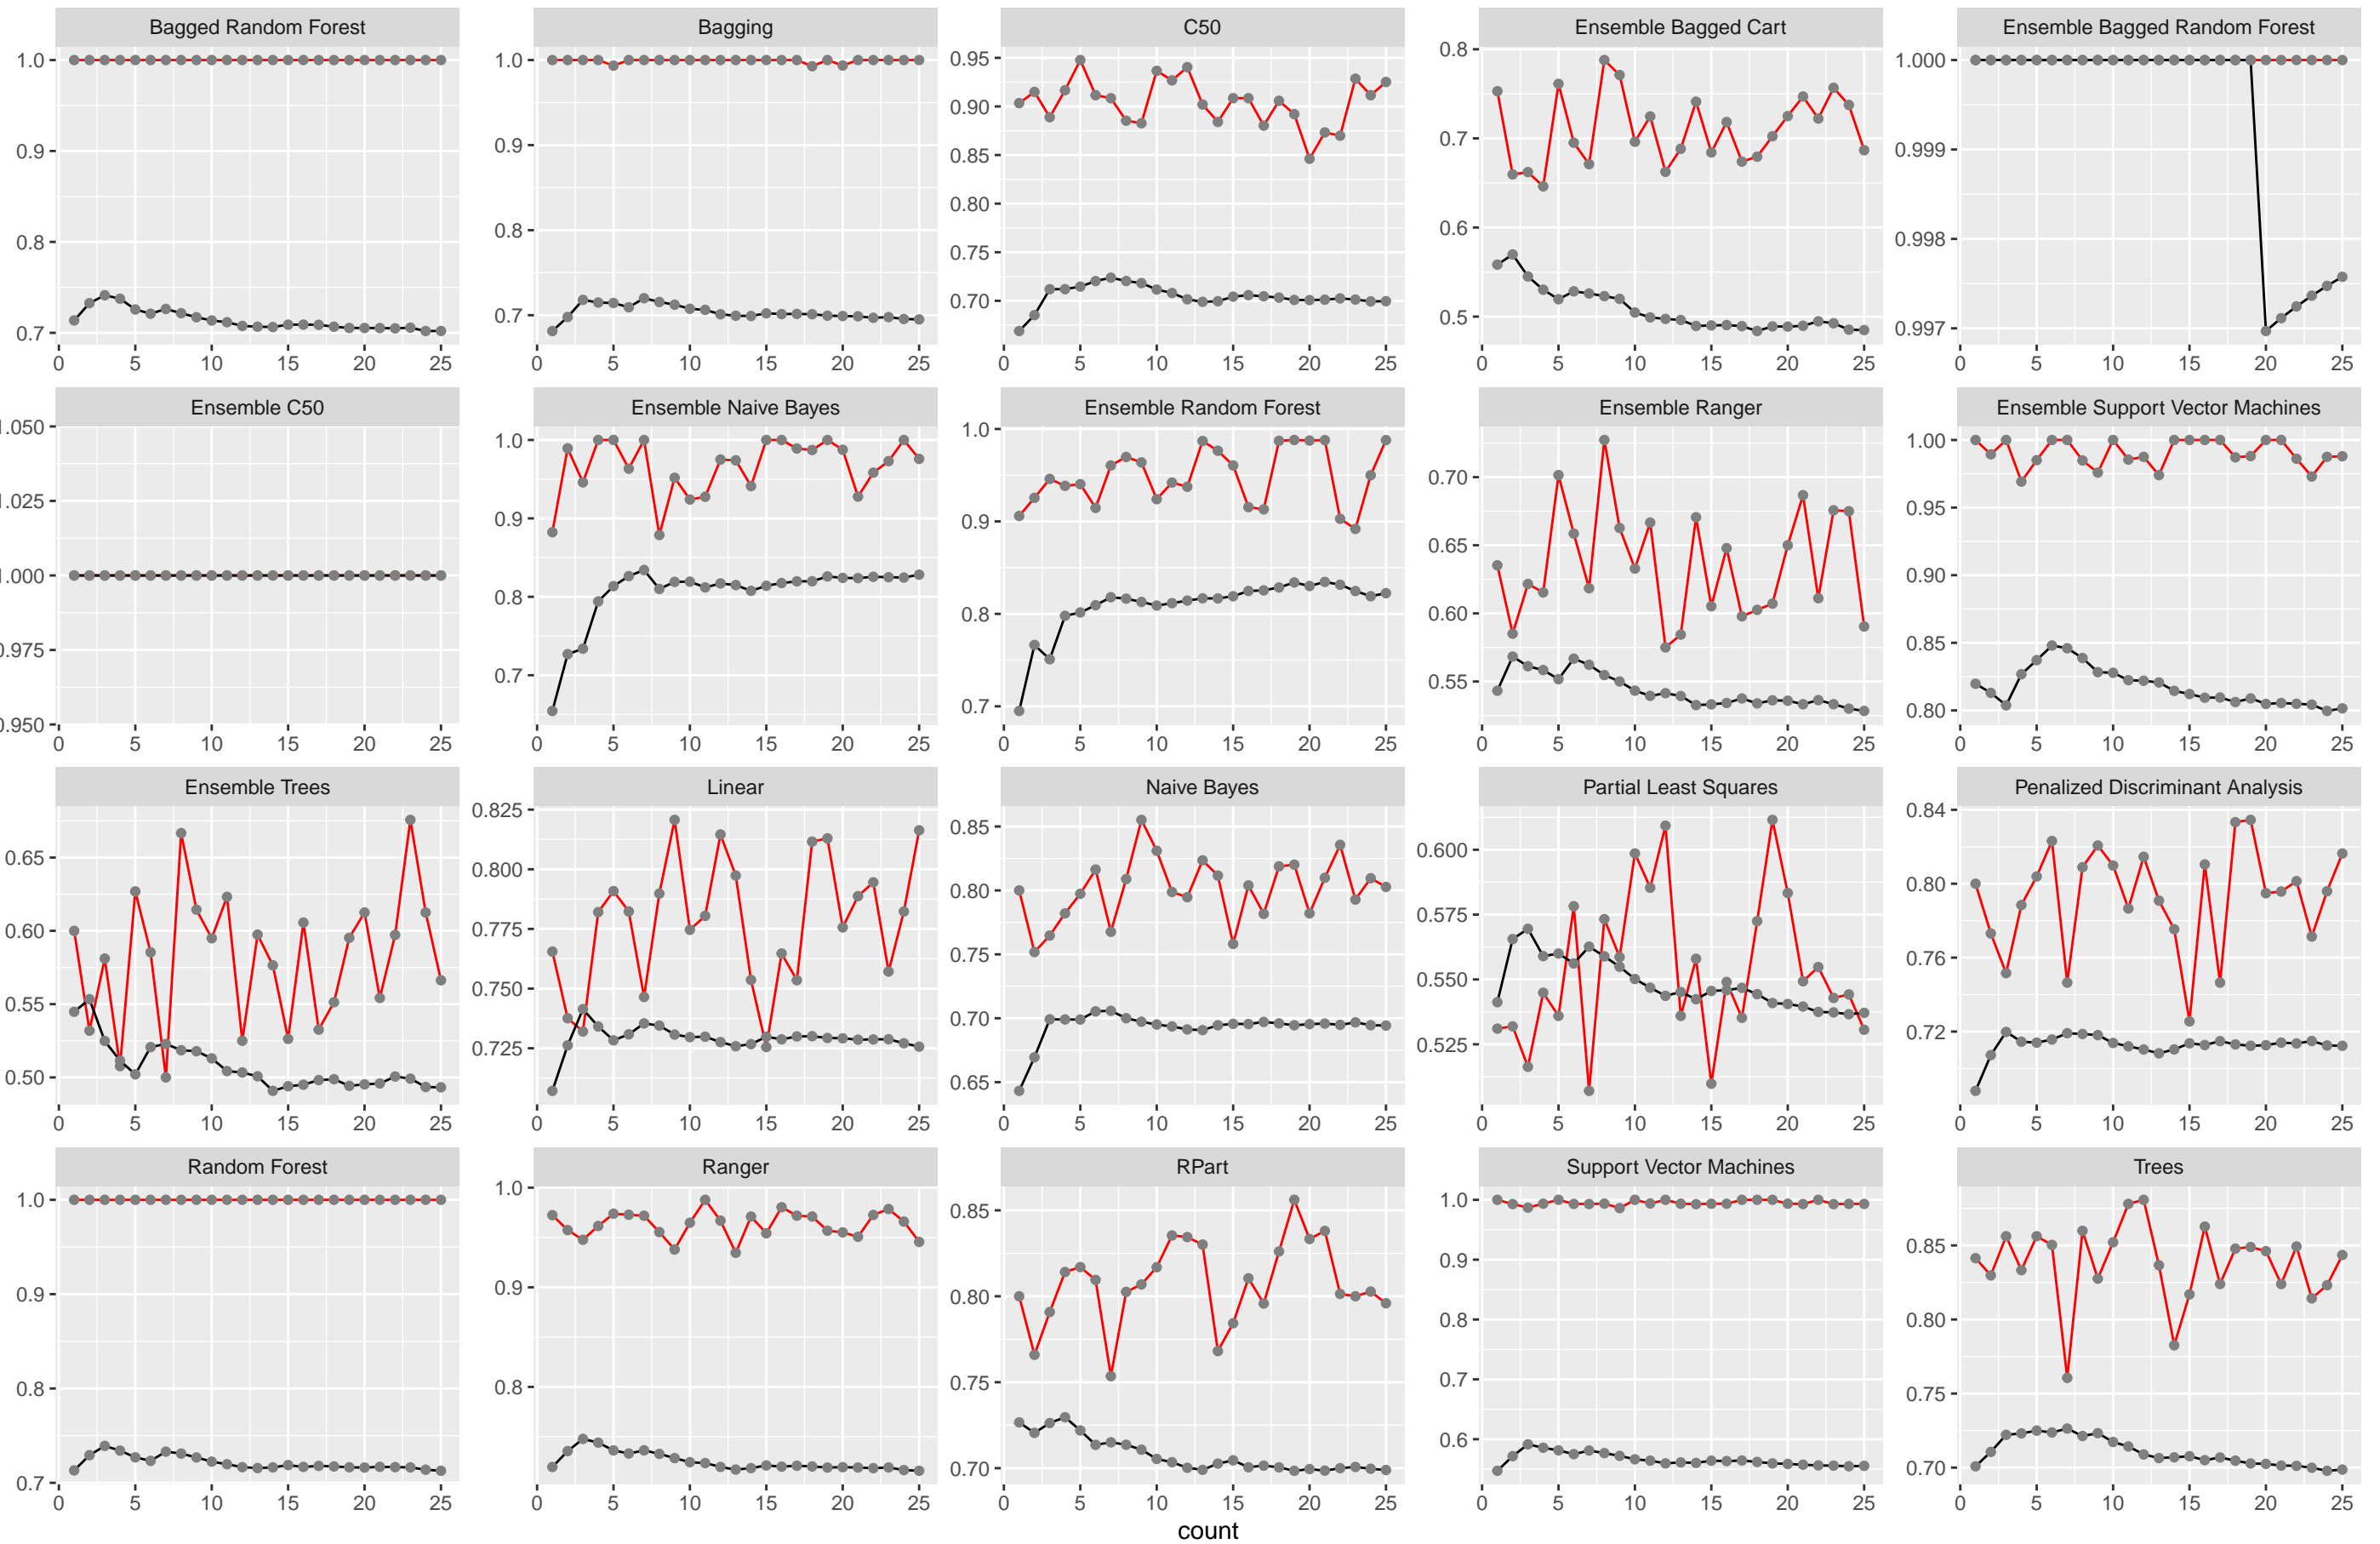 Bagged Random Forest
Bagging
C50
Ensemble Bagged Cart
Ensemble Bagged Random Forest
1.0
0.9
0.8
0.7
0 5 10 15 20 25
1.0
0.9
0.8
0.7
0 5 10 15 20 25
0.95
0.90
0.85
0.80
0.75
0.70
0 5 10 15 20 25
0.8
0.7
0.6
0.5
0 5 10 15 20 25
1.000
0.999
0.998
0.997
0 5 10 15 20 25
Ensemble C50
Ensemble Naive Bayes
Ensemble Random Forest
Ensemble Ranger
Ensemble Support Vector Machines
1.050
1.025
1.000
0.975
0.950
0 5 10 15 20 25
1.0
0.9
0.8
0.7
0 5 10 15 20 25
1.0
0.9
0.8
0.7
0 5 10 15 20 25
0.70
0.65
0.60
0.55
0 5 10 15 20 25
1.00
0.95
0.90
0.85
0.80
0 5 10 15 20 25
Ensemble Trees
Linear
Naive Bayes
Partial Least Squares
Penalized Discriminant Analysis
0.65
0.60
0.55
0.50
0 5 10 15 20 25
0.825
0.800
0.775
0.750
0.725
0 5 10 15 20 25
0.85
0.80
0.75
0.70
0.65
0 5 10 15 20 25
0.600
0.575
0.550
0.525
0 5 10 15 20 25
0.84
0.80
0.76
0.72
0 5 10 15 20 25
Random Forest
Ranger
RPart
Support Vector Machines
Trees
1.0
0.9
0.8
0.7
0 5 10 15 20 25
1.0
0.9
0.8
0 5 10 15 20 25
0.85
0.80
0.75
0.70
0 5 10 15 20 25
1.0
0.9
0.8
0.7
0.6
0 5 10 15 20 25
0.85
0.80
0.75
0.70
0 5 10 15 20 25
count